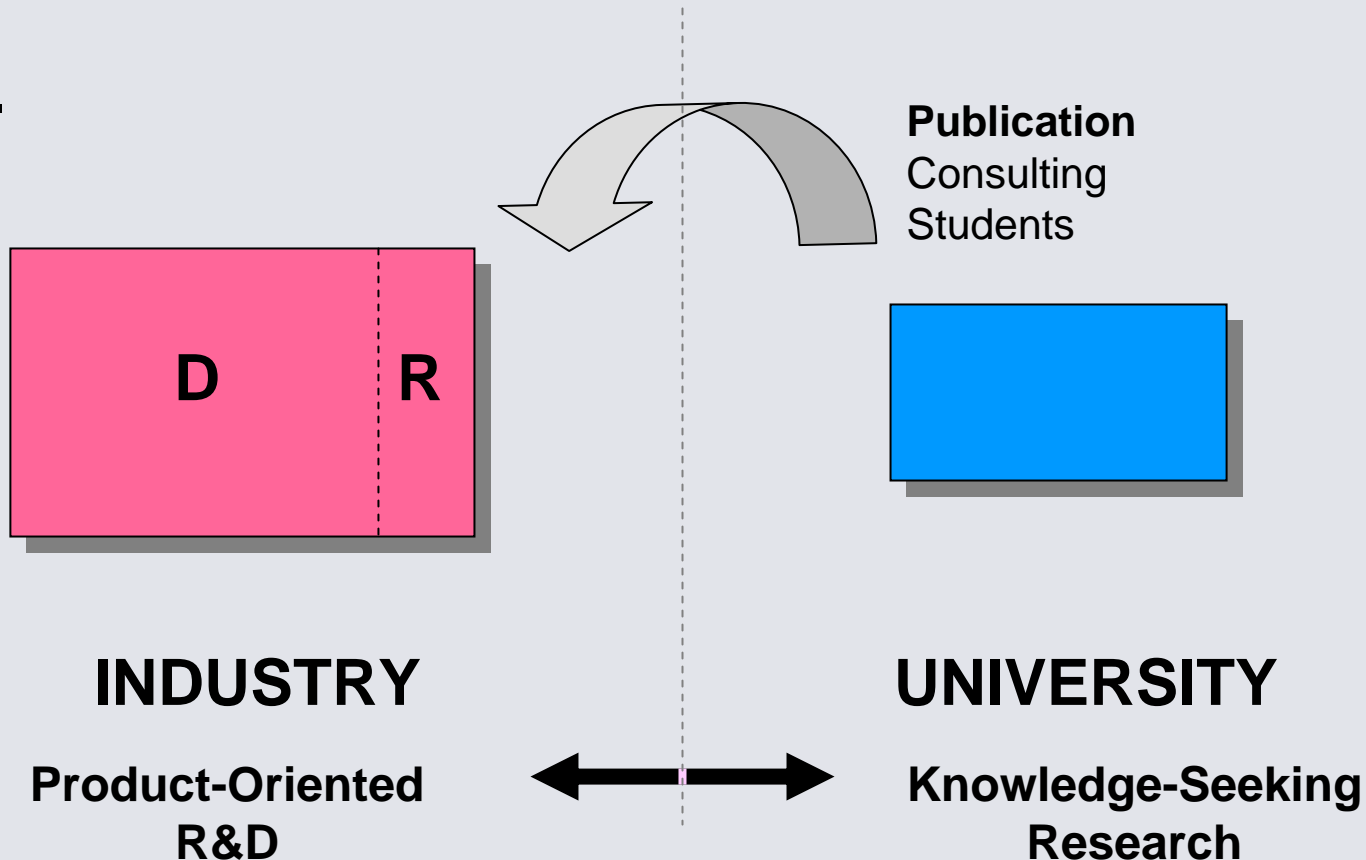 Publication
Consulting
Students
D
R
INDUSTRY
UNIVERSITY
Product-Oriented
R&D
Knowledge-Seeking
Research